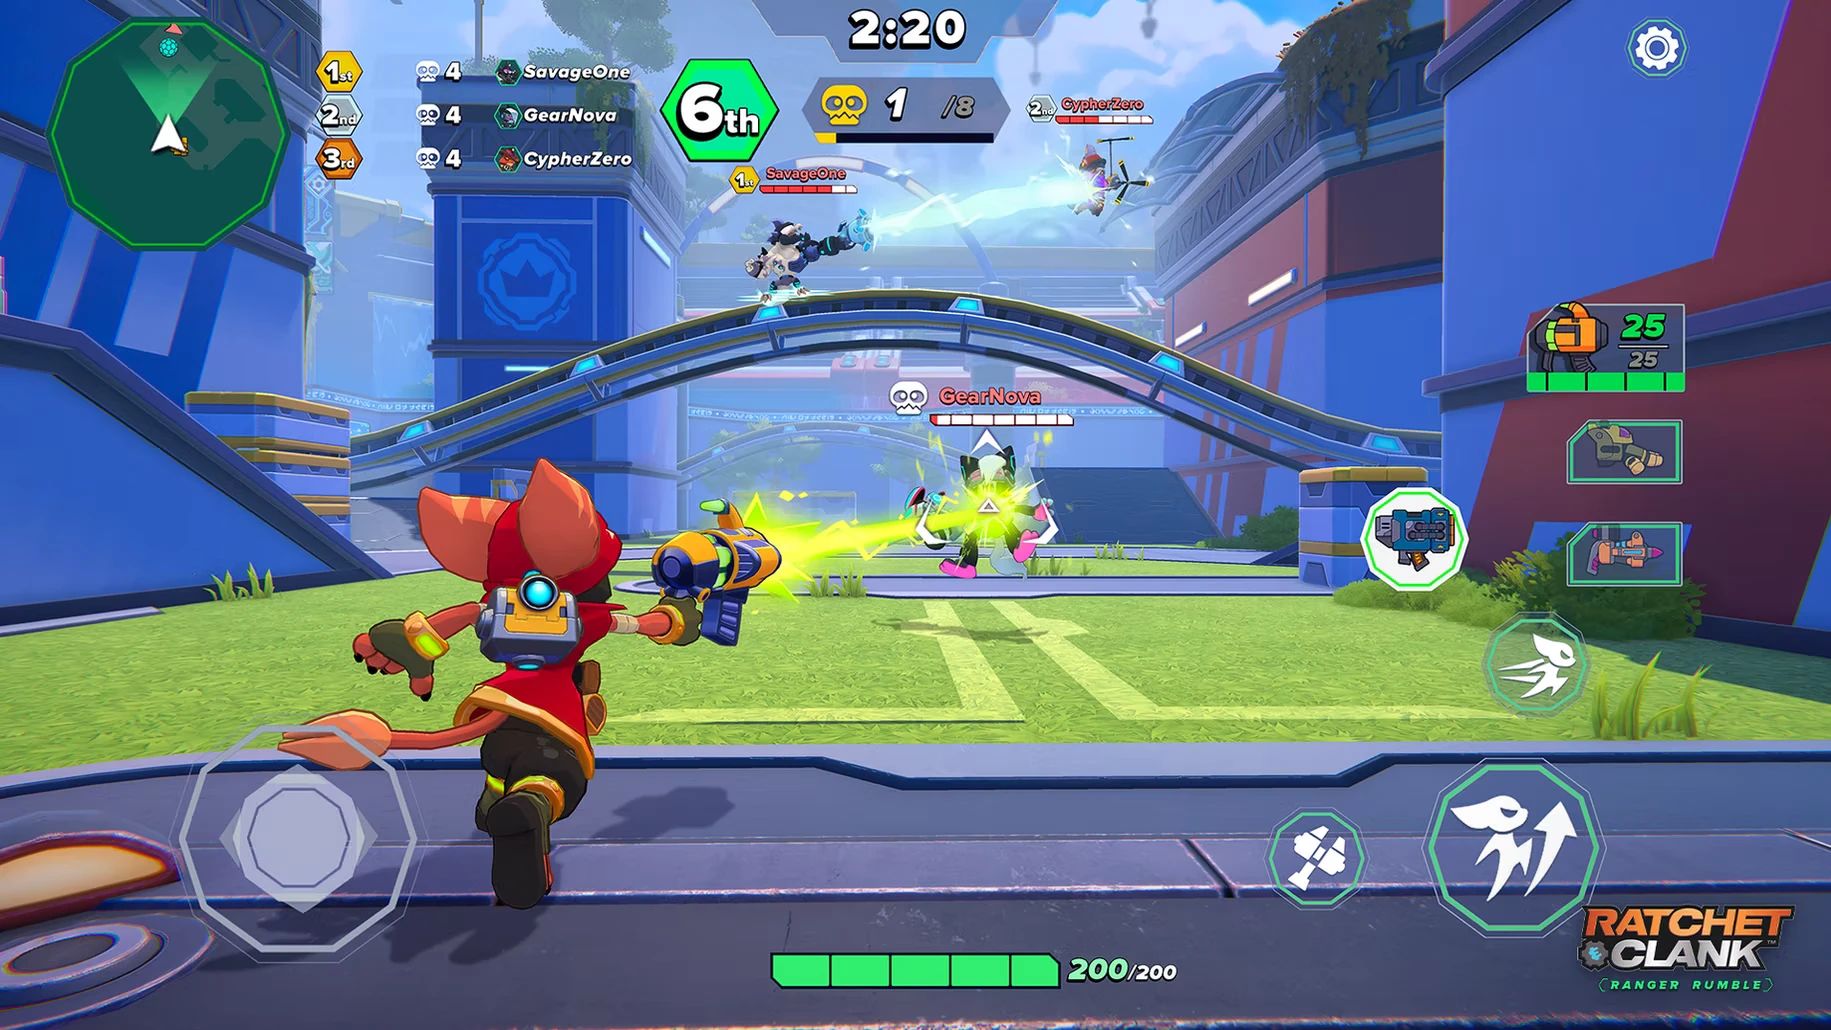 2:20
1st 4 SavageOne
2nd 4 GearNova
3rd 4 CypherZero
6th
1 /8
2nd CypherZero
1st SavageOne
25
25
GearNova
200/200
RATCHET
CLANK™
RANGER RUMBLE